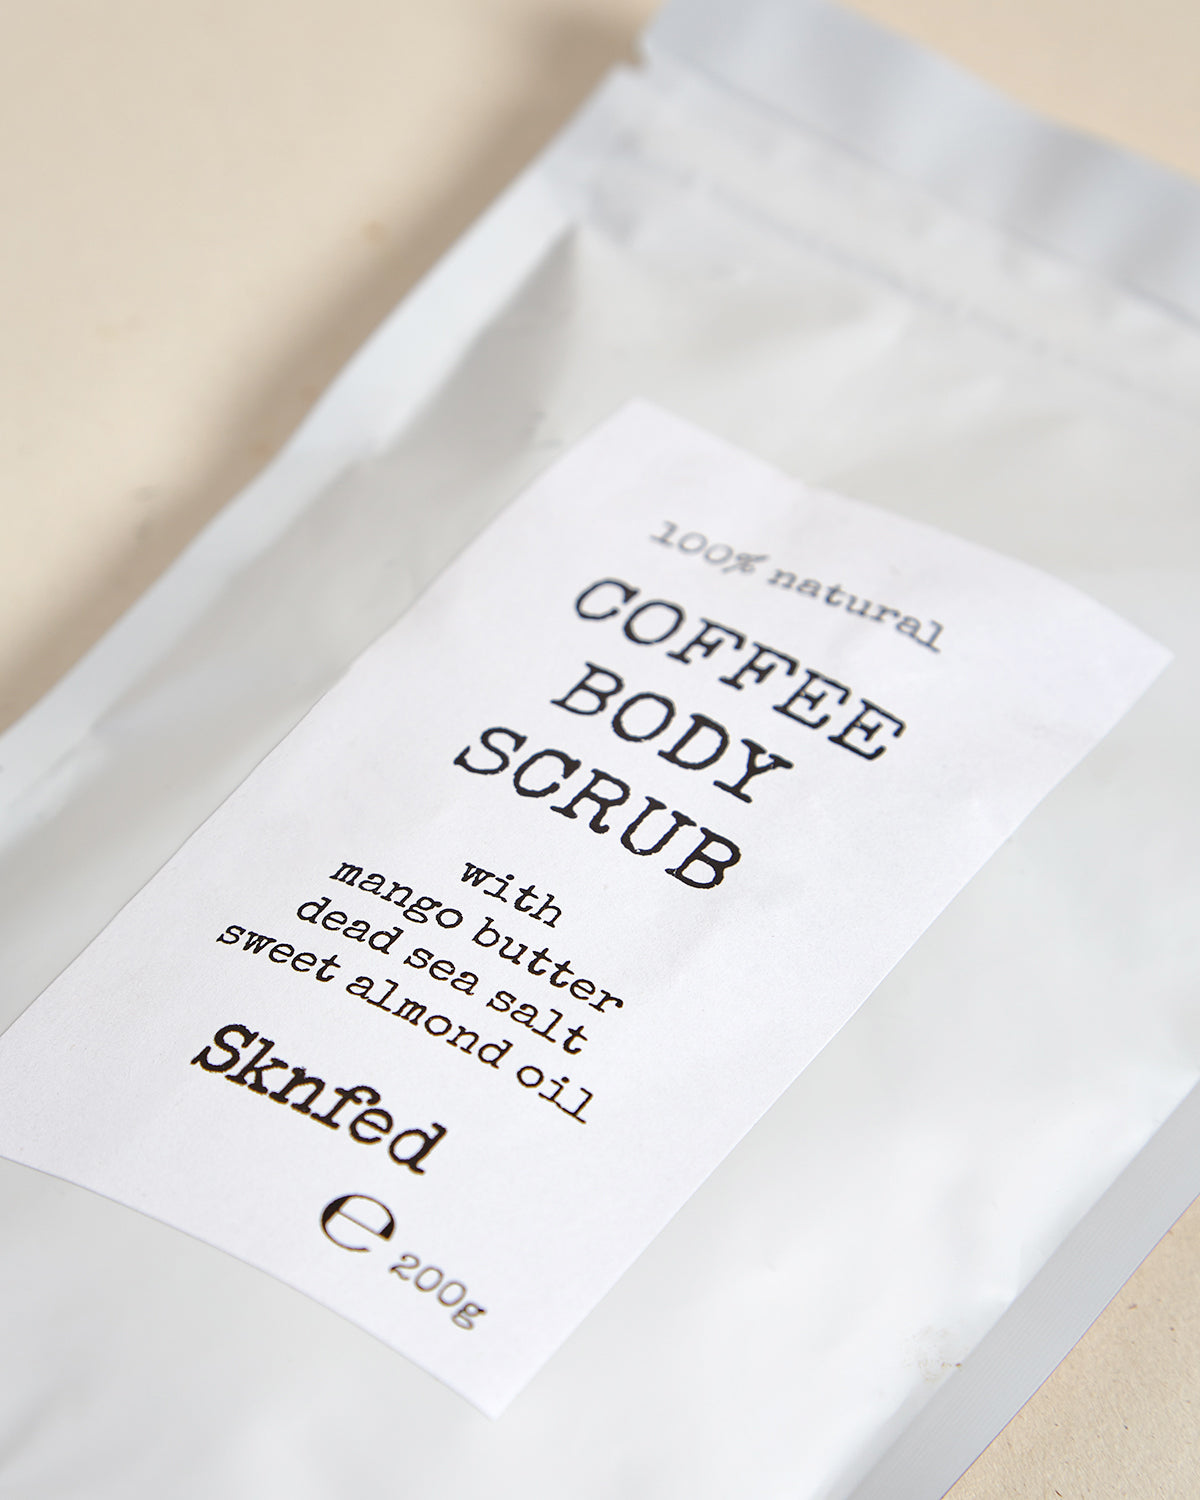 100% natural
COFFEE
BODY
SCRUB
with
mango butter
dead sea salt
sweet almond oil
Sknfed
℮ 200g